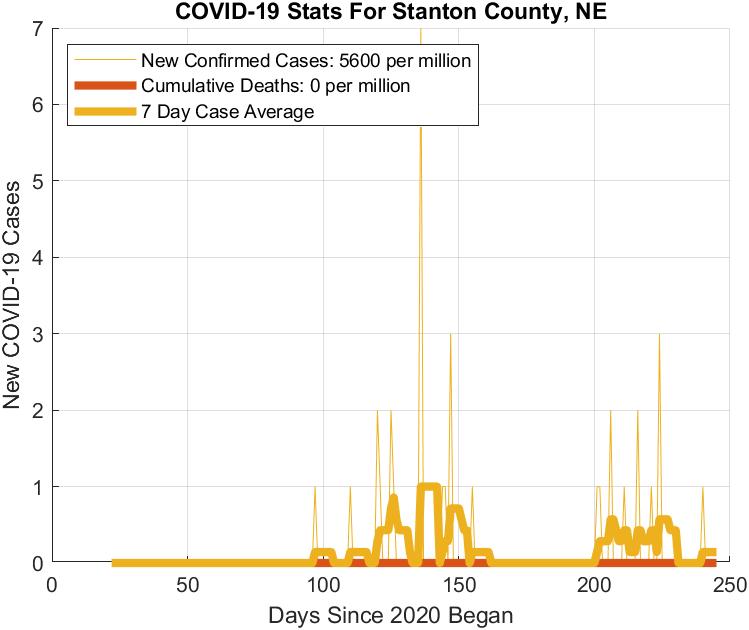 COVID-19 Stats For Stanton County, NE
New Confirmed Cases: 5600 per million
Cumulative Deaths: 0 per million
7 Day Case Average
New COVID-19 Cases
7
6
5
4
3
2
1
0
0 50 100 150 200 250
Days Since 2020 Began